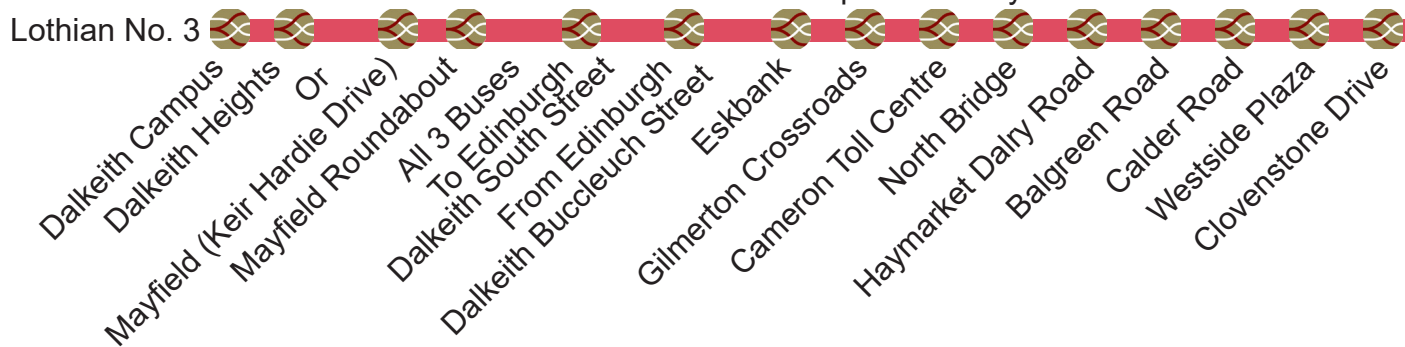 Lothian No. 3
Dalkeith Campus
Dalkeith Heights
Or
Mayfield (Keir Hardie Drive)
Mayfield Roundabout
All 3 Buses
To Edinburgh
Dalkeith South Street
From Edinburgh
Dalkeith Buccleuch Street
Eskbank
Gilmerton Crossroads
Cameron Toll Centre
North Bridge
Haymarket Dalry Road
Balgreen Road
Calder Road
Westside Plaza
Clovenstone Drive